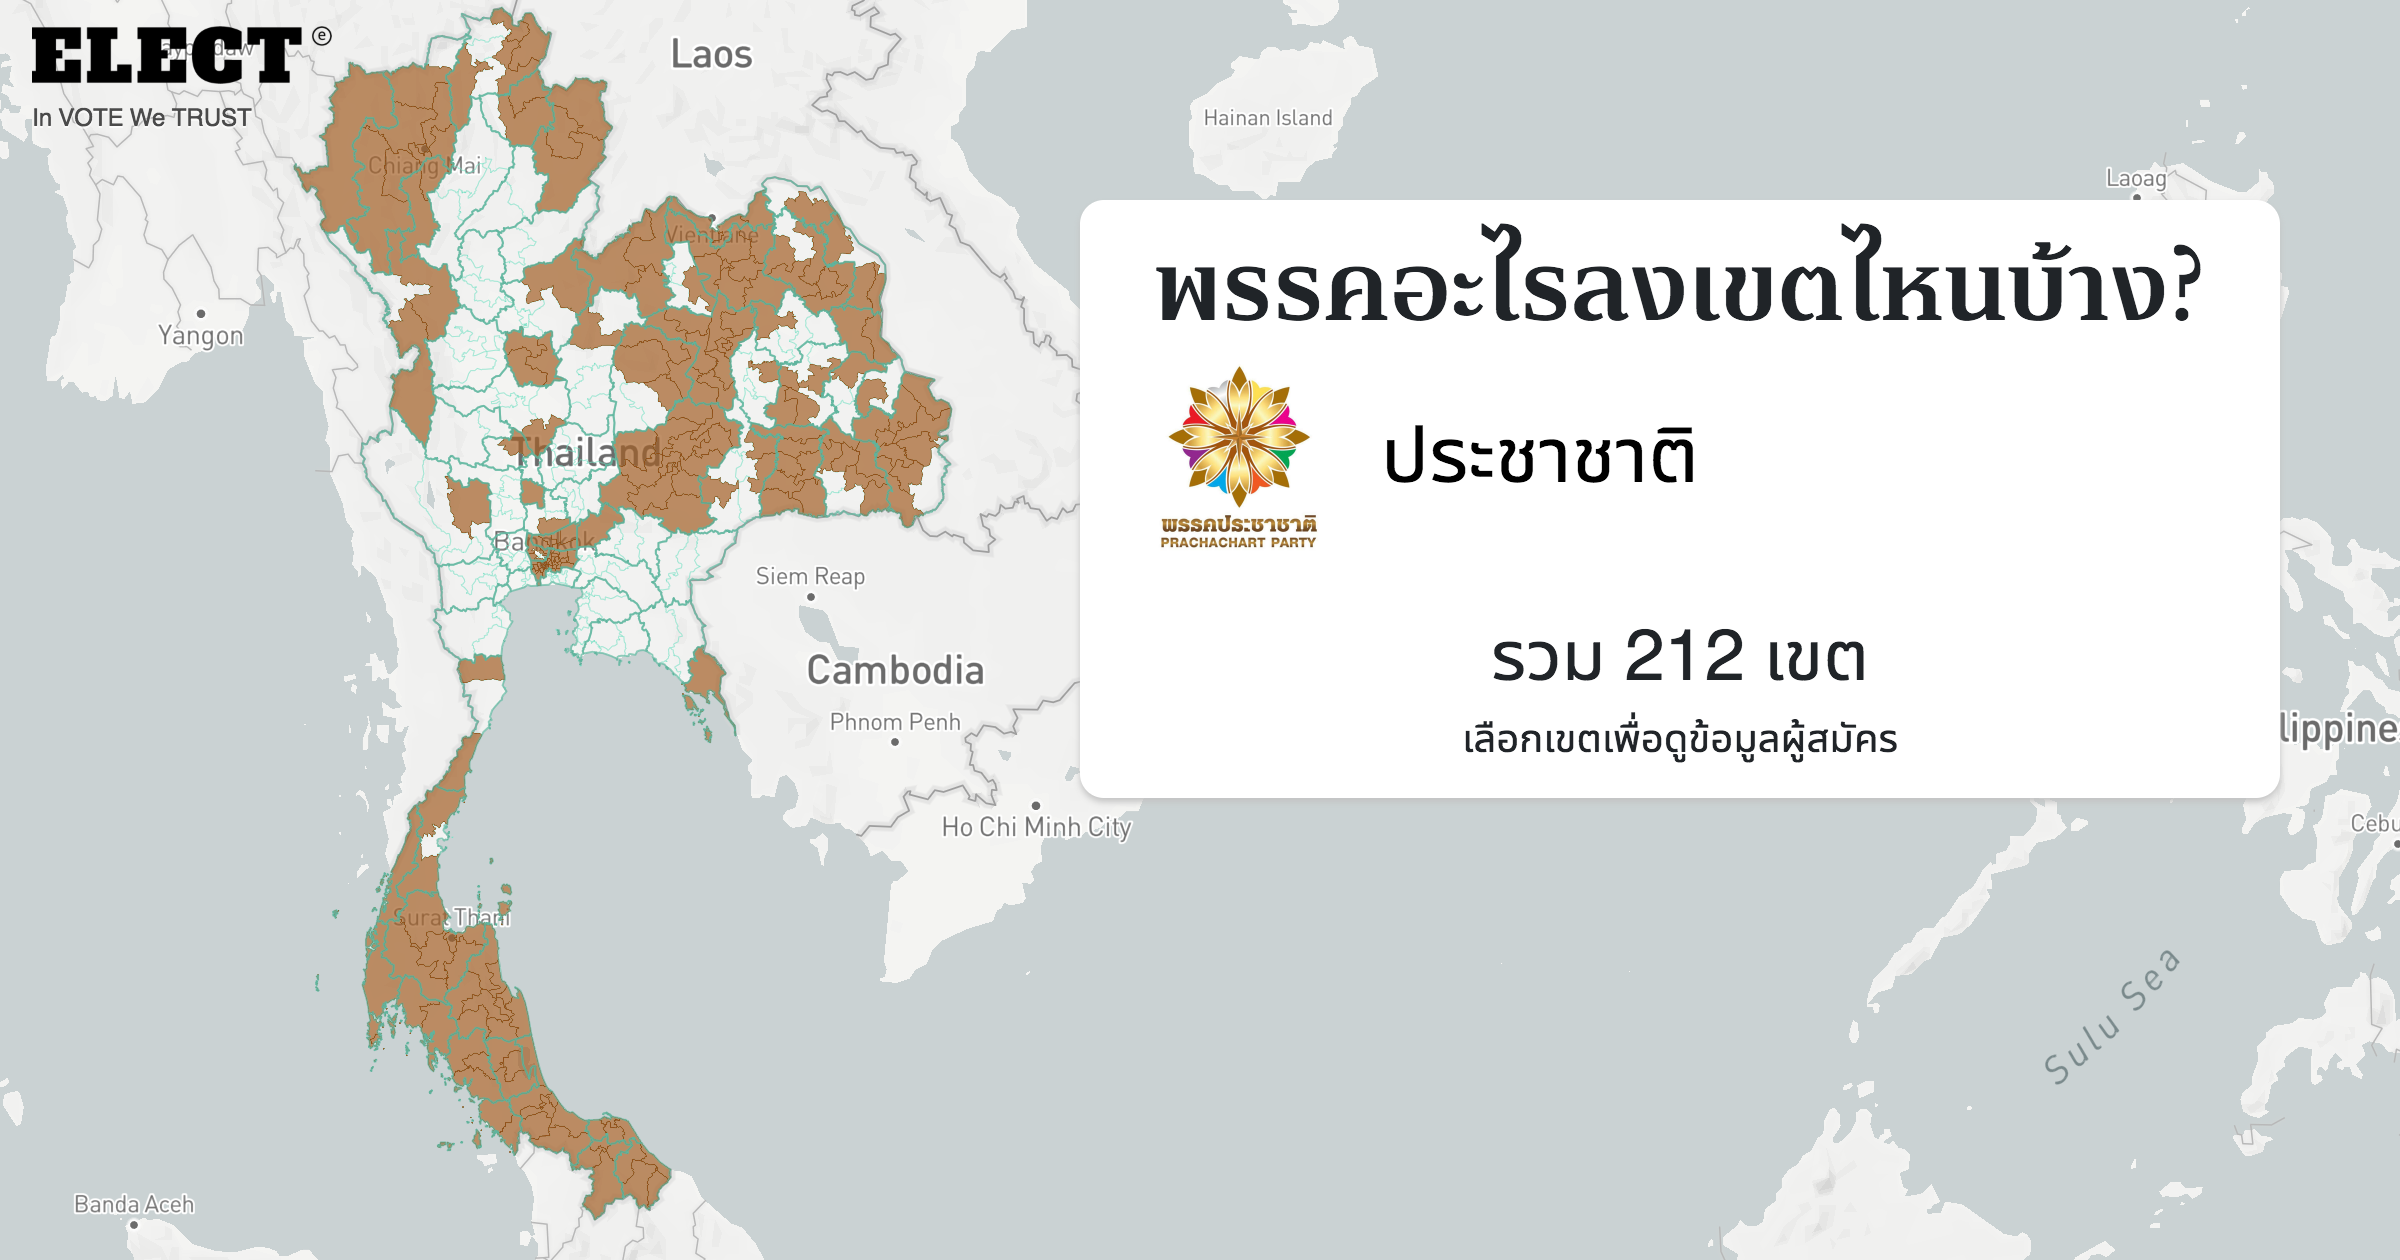 ELECT ⓔ
In VOTE We TRUST
Laos
Hainan Island
Laoag
Chiang Mai
Vientiane
Yangon
พรรคอะไรลงเขตไหนบ้าง?
ประชาชาติ
พรรคประชาชาติ
PRACHACHART PARTY
รวม 212 เขต
เลือกเขตเพื่อดูข้อมูลผู้สมัคร
Thailand
Bangkok
Siem Reap
Cambodia
Phnom Penh
Ho Chi Minh City
lippine
Cebu
Surat Thani
Sulu Sea
Banda Aceh